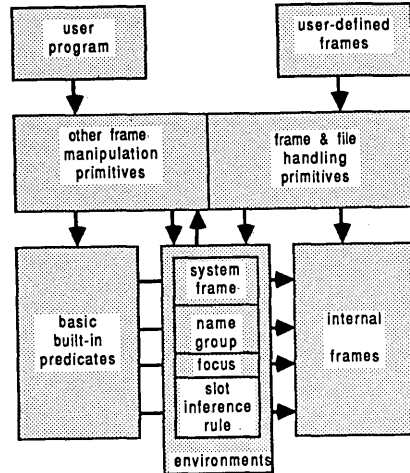 user
program
user-defined
frames
other frame
manipulation
primitives
frame & file
handling
primitives
basic
built-in
predicates
system
frame
name
group
focus
slot
inference
rule
environments
internal
frames